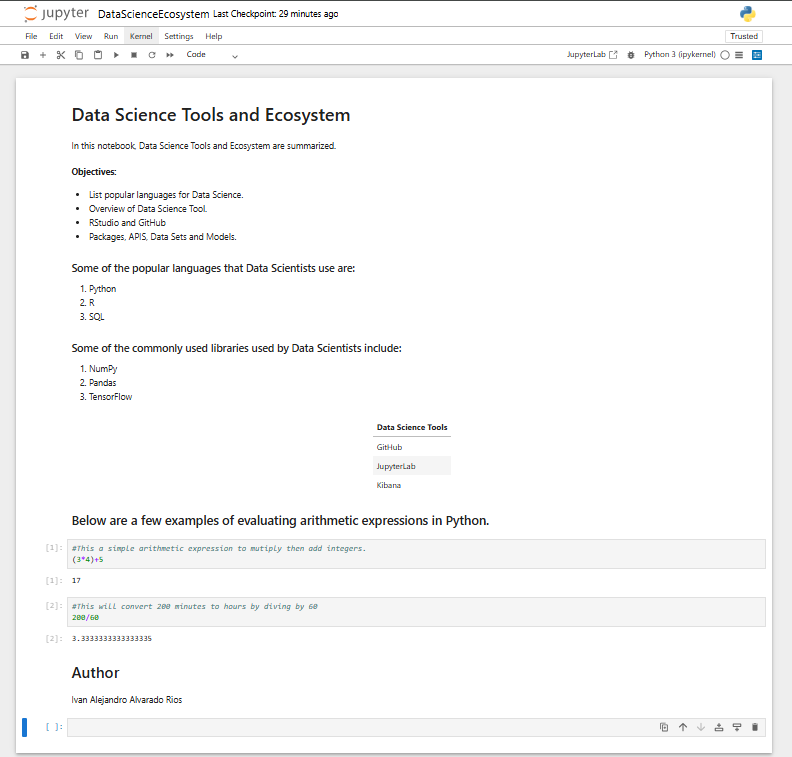 jupyter DataScienceEcosystem Last Checkpoint: 29 minutes ago
File Edit View Run Kernel Settings Help Trusted
Code JupyterLab Python 3 (ipykernel)
Data Science Tools and Ecosystem
In this notebook, Data Science Tools and Ecosystem are summarized.
Objectives:
• List popular languages for Data Science.
• Overview of Data Science Tool.
• RStudio and GitHub
• Packages, APIS, Data Sets and Models.
Some of the popular languages that Data Scientists use are:
1. Python
2. R
3. SQL
Some of the commonly used libraries used by Data Scientists include:
1. NumPy
2. Pandas
3. TensorFlow
Data Science Tools
GitHub
JupyterLab
Kibana
Below are a few examples of evaluating arithmetic expressions in Python.
[1]: #This a simple arithmetic expression to mutiply then add integers.
(3*4)+5
[1]: 17
[2]: #This will convert 200 minutes to hours by diving by 60
200/60
[2]: 3.3333333333333335
Author
Ivan Alejandro Alvarado Rios
[ ]: